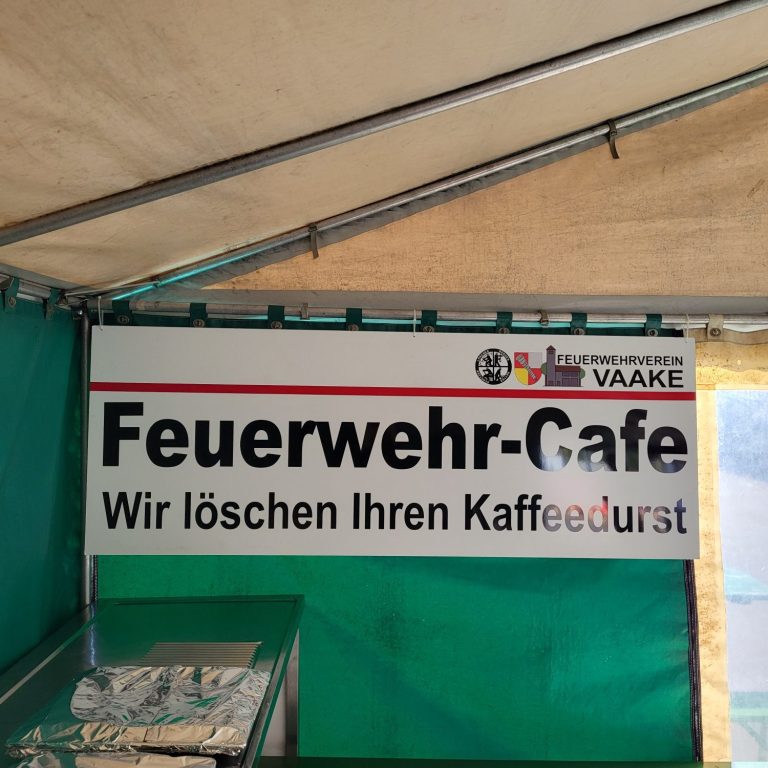 FEUERWEHRVEREIN
VAAKE
Feuerwehr-Cafe
Wir löschen Ihren Kaffeedurst